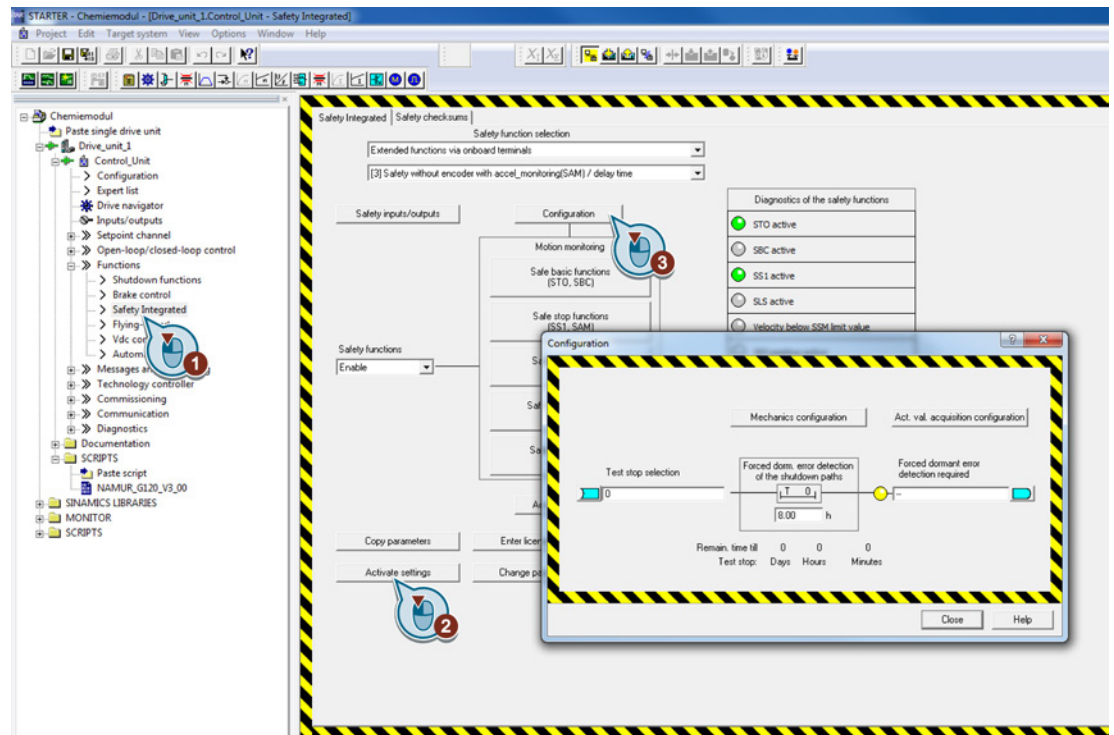 STARTER - Chemiemodul - [Drive_unit_1.Control_Unit - Safety Integrated]
Project Edit Target system View Options Window Help
Chemiemodul
Paste single drive unit
Drive_unit_1
Control_Unit
Configuration
Expert list
Drive navigator
Inputs/outputs
Setpoint channel
Open-loop/closed-loop control
Functions
Shutdown functions
Brake control
Safety Integrated
Flying-
Vdc co
Autom
1
Messages a
Technology controller
Commissioning
Communication
Diagnostics
Documentation
SCRIPTS
Paste script
NAMUR_G120_V3_00
SINAMICS LIBRARIES
MONITOR
SCRIPTS
Safety Integrated Safety checksums
Safety function selection
Extended functions via onboard terminals
[3] Safety without encoder with accel_monitoring(SAM) / delay time
Safety inputs/outputs
Configuration
3
Motion monitoring
Safe basic functions
(STO, SBC)
Safe stop functions
(SS1, SAM)
Safety functions
Enable
Copy parameters
Enter licen
Activate settings
Change pa
2
Diagnostics of the safety functions
STO active
SBC active
SS1 active
SLS active
Velocity below SSM limit value
Configuration
Mechanics configuration
Act. val. acquisition configuration
Test stop selection
0
Forced dorm. error detection
of the shutdown paths
T 0
8.00 h
Forced dormant error
detection required
–
Remain. time till 0 0 0
Test stop: Days Hours Minutes
Close
Help